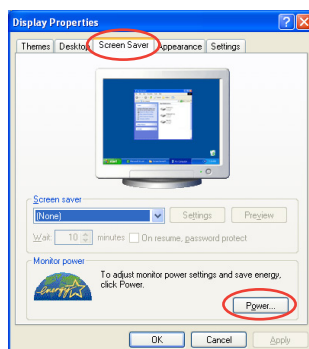 Display Properties
Themes Desktop Screen Saver Appearance Settings
Screen saver
(None) Settings Preview
Wait: 10 minutes On resume, password protect
Monitor power
To adjust monitor power settings and save energy,
click Power.
energy
Power...
OK Cancel Apply